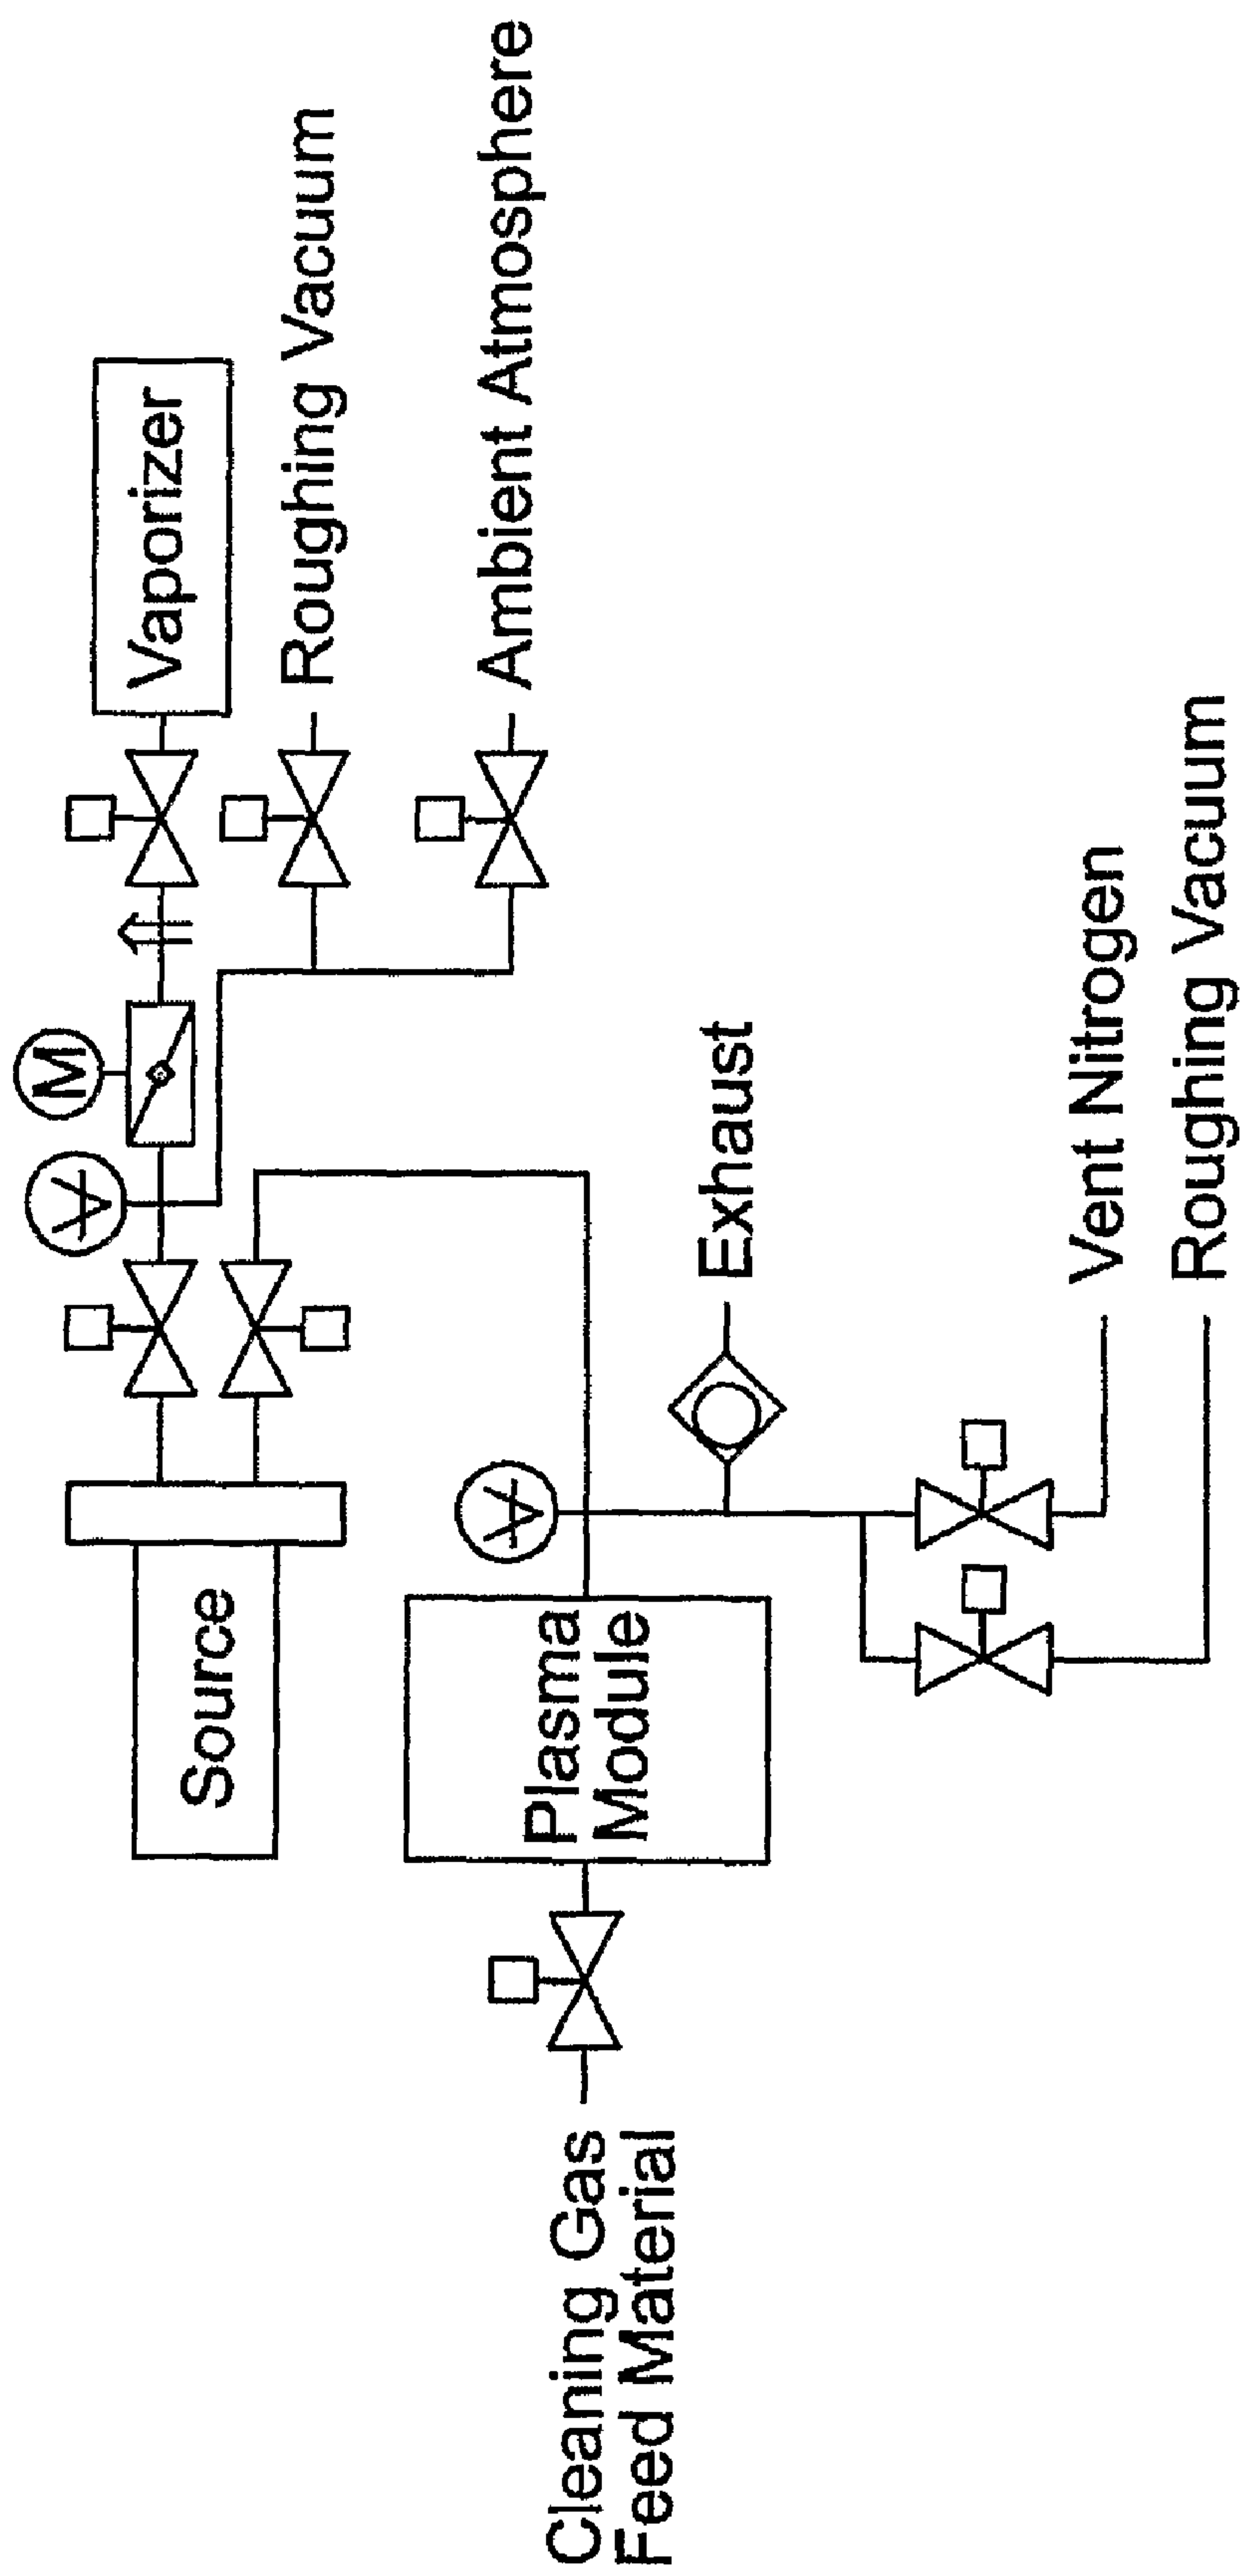 Vaporizer
Roughing Vacuum
Ambient Atmosphere
M
Source
Exhaust
Plasma
Module
Vent Nitrogen
Roughing Vacuum
Cleaning Gas
Feed Material